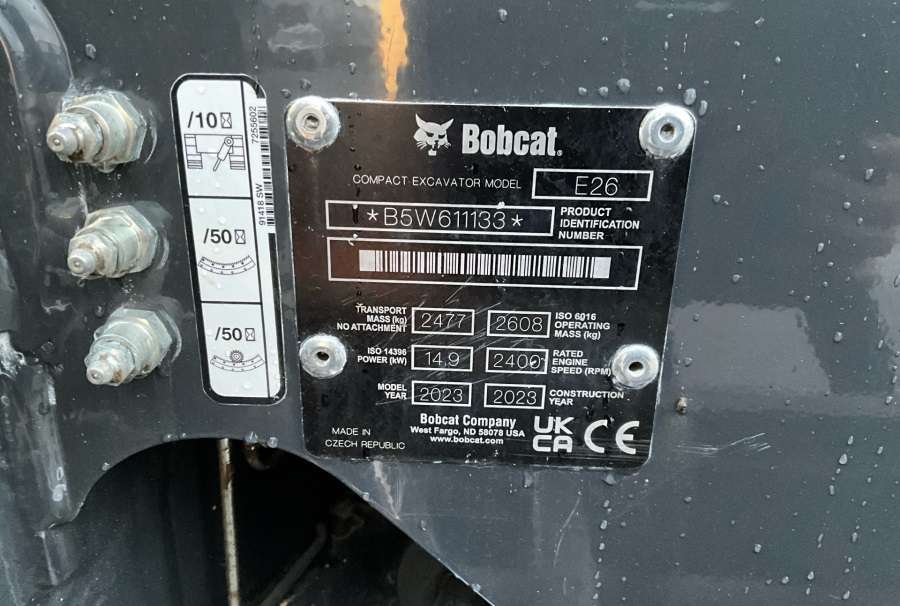 /10
/50
/50
7255602
91418 SW
Bobcat®
COMPACT EXCAVATOR MODEL E26
*B5W611133* PRODUCT IDENTIFICATION NUMBER
TRANSPORT MASS (kg) NO ATTACHMENT 2477 2608 ISO 6016 OPERATING MASS (kg)
ISO 14396 POWER (kW) 14.9 2400 RATED ENGINE SPEED (RPM)
MODEL YEAR 2023 2023 CONSTRUCTION YEAR
MADE IN
CZECH REPUBLIC
Bobcat Company
West Fargo, ND 58078 USA
www.bobcat.com
UK
CA
CE